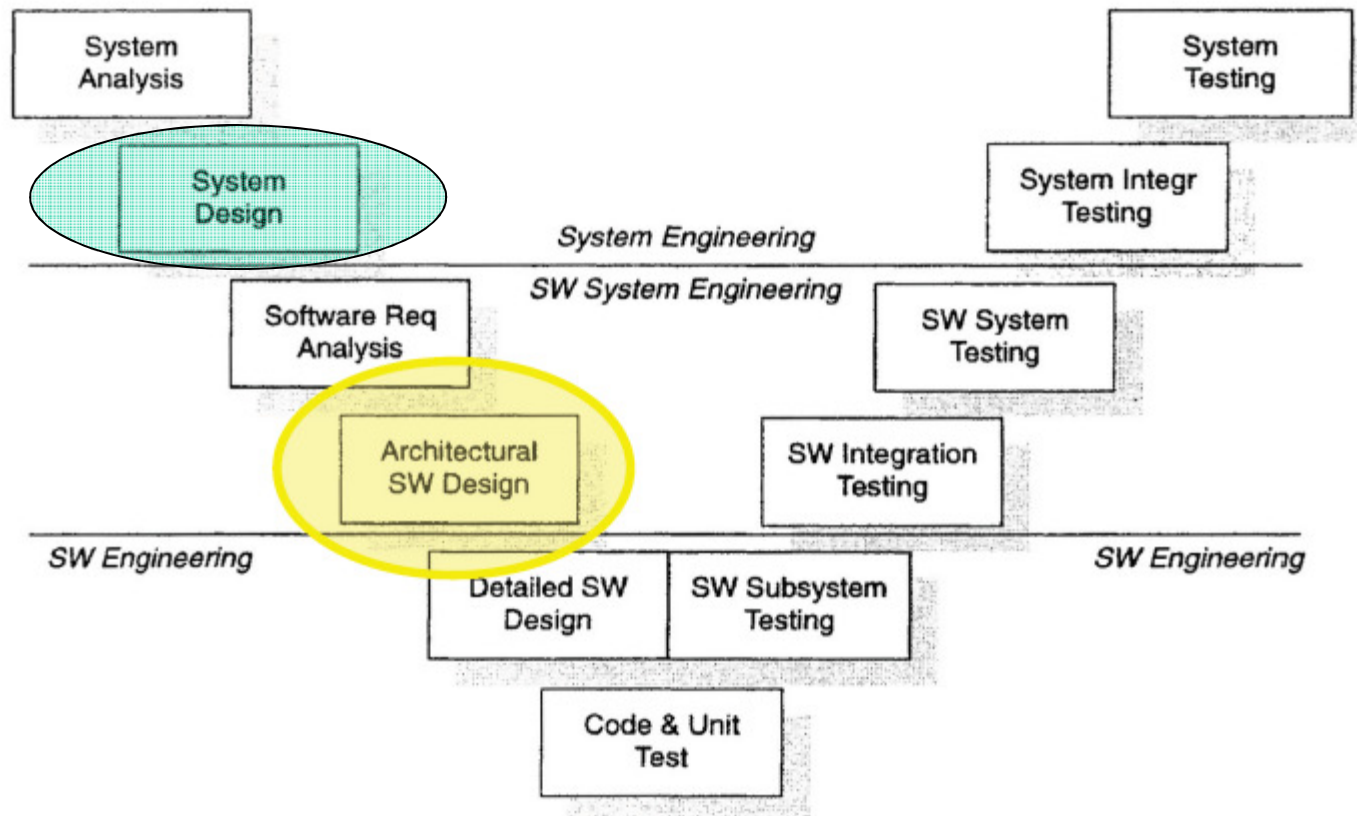 System
Analysis
System
Testing
System
Design
System Integr
Testing
System Engineering
SW System Engineering
Software Req
Analysis
SW System
Testing
Architectural
SW Design
SW Integration
Testing
SW Engineering
SW Engineering
Detailed SW
Design
SW Subsystem
Testing
Code & Unit
Test